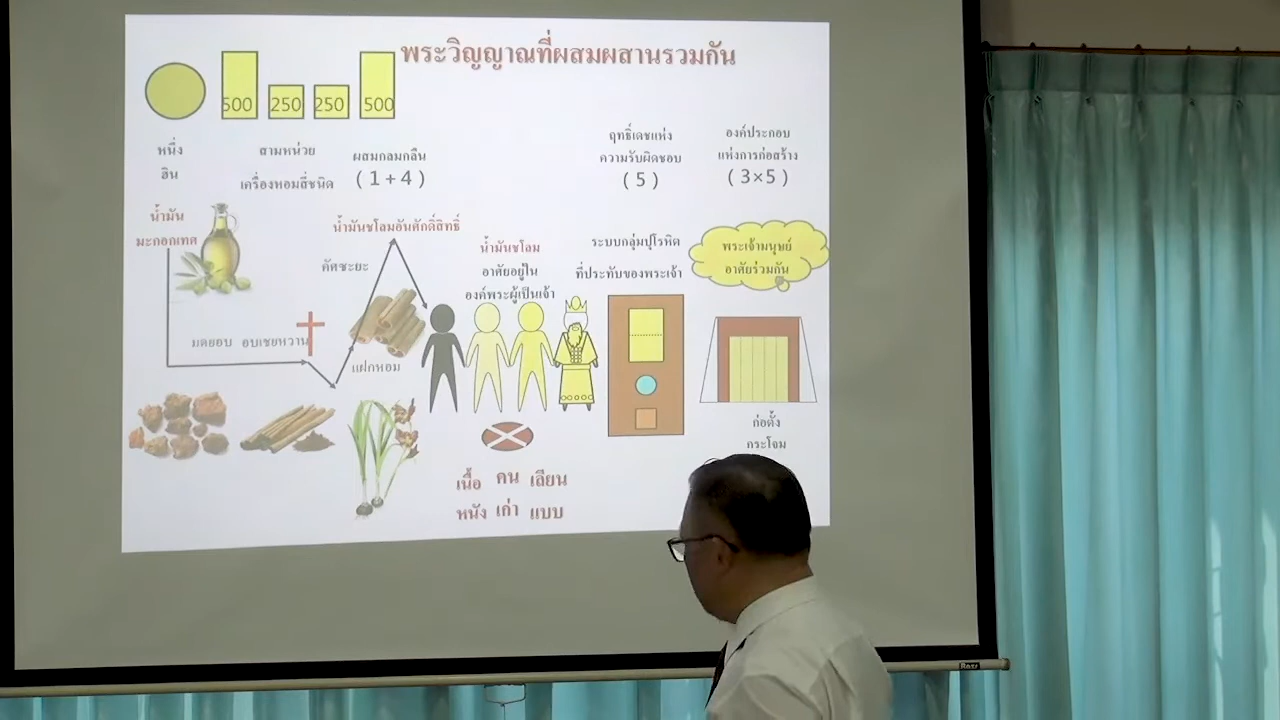 พระวิญญาณที่ผสมผสานรวมกัน
500 250 250 500
หนึ่ง
ฮิน
สามหน่วย
เครื่องหอมสี่ชนิด
ผสมกลมกลืน
(1+4)
ฤทธิ์เดชแห่ง
ความรับผิดชอบ
(5)
องค์ประกอบ
แห่งการก่อสร้าง
(3×5)
น้ำมัน
มะกอกเทศ
น้ำมันชโลมอันศักดิ์สิทธิ์
คัศชะยะ
น้ำมันชโลม
อาศัยอยู่ใน
องค์พระผู้เป็นเจ้า
ระบบกลุ่มปุโรหิต
ที่ประทับของพระเจ้า
พระเจ้ามนุษย์
อาศัยร่วมกัน
มดยอบ อบเชยหวาน
แฝกหอม
ก่อตั้ง
กระโจม
เนื้อ คน เลียน
หนัง เก่า แบบ